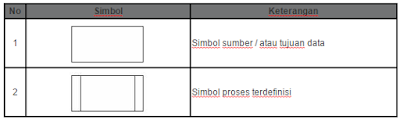 No Simbol Keterangan
1 Simbol sumber / atau tujuan data
2 Simbol proses terdefinisi